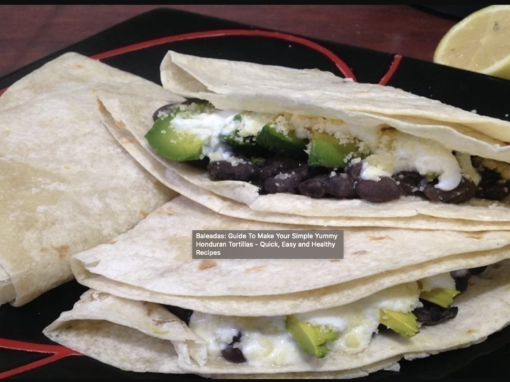 Baleadas: Guide To Make Your Simple Yummy
Honduran Tortillas - Quick, Easy and Healthy
Recipes